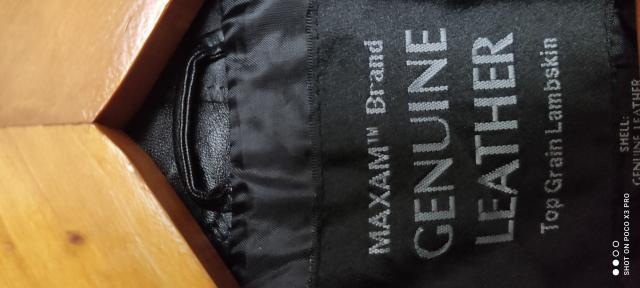 MAXAM™ Brand
GENUINE
LEATHER
Top Grain Lambskin
SHELL:
GENUINE LEATHER
SHOT ON POCO X3 PRO